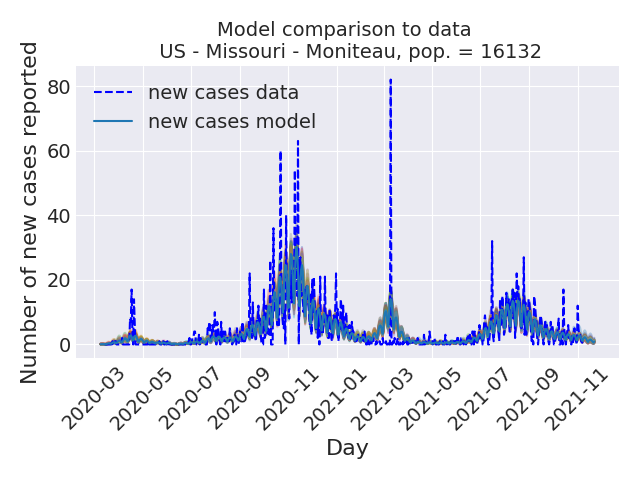 Model comparison to data
US - Missouri - Moniteau, pop. = 16132
Number of new cases reported
80
60
40
20
0
new cases data
new cases model
2020-03
2020-05
2020-07
2020-09
2020-11
2021-01
2021-03
2021-05
2021-07
2021-09
2021-11
Day